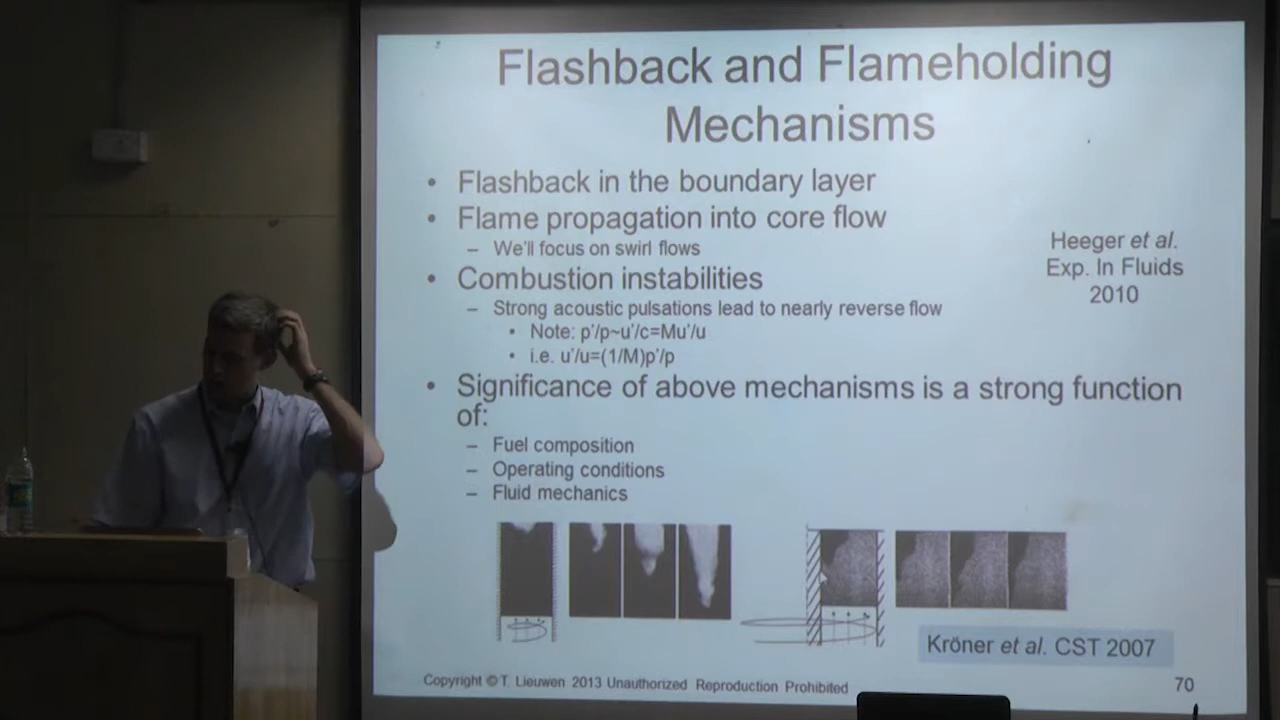 Flashback and Flameholding
Mechanisms
• Flashback in the boundary layer
• Flame propagation into core flow
– We'll focus on swirl flows
Heeger et al.
Exp. In Fluids
2010
• Combustion instabilities
– Strong acoustic pulsations lead to nearly reverse flow
• Note: p'/p~u'/c=Mu'/u
• i.e. u'/u=(1/M)p'/p
• Significance of above mechanisms is a strong function
of:
– Fuel composition
– Operating conditions
– Fluid mechanics
Kröner et al. CST 2007
Copyright © T. Lieuwen 2013 Unauthorized Reproduction Prohibited
70